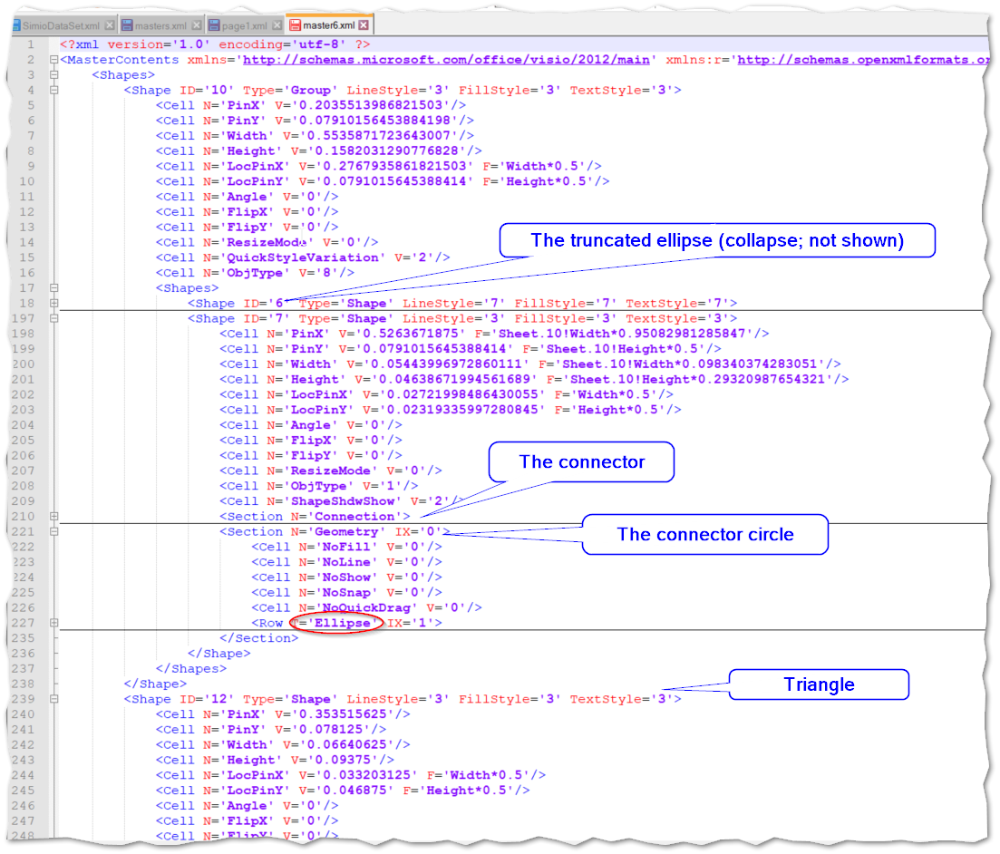 SimioDataSet.xml masters.xml page1.xml master6.xml
1 <?xml version='1.0' encoding='utf-8' ?>
2 <MasterContents xmlns='http://schemas.microsoft.com/office/visio/2012/main' xmlns:r='http://schemas.openxmlformats.or
3 <Shapes>
4 <Shape ID='10' Type='Group' LineStyle='3' FillStyle='3' TextStyle='3'>
5 <Cell N='PinX' V='0.2035513986821503'/>
6 <Cell N='PinY' V='0.07910156453884198'/>
7 <Cell N='Width' V='0.5535871723643007'/>
8 <Cell N='Height' V='0.1582031290776828'/>
9 <Cell N='LocPinX' V='0.2767935861821503' F='Width*0.5'/>
10 <Cell N='LocPinY' V='0.0791015645388414' F='Height*0.5'/>
11 <Cell N='Angle' V='0'/>
12 <Cell N='FlipX' V='0'/>
13 <Cell N='FlipY' V='0'/>
14 <Cell N='ResizeMode' V='0'/>
15 <Cell N='QuickStyleVariation' V='2'/>
16 <Cell N='ObjType' V='8'/>
The truncated ellipse (collapse; not shown)
17 <Shapes>
18 <Shape ID='6' Type='Shape' LineStyle='7' FillStyle='7' TextStyle='7'>
197 <Shape ID='7' Type='Shape' LineStyle='3' FillStyle='3' TextStyle='3'>
198 <Cell N='PinX' V='0.5263671875' F='Sheet.10!Width*0.95082981285847'/>
199 <Cell N='PinY' V='0.0791015645388414' F='Sheet.10!Height*0.5'/>
200 <Cell N='Width' V='0.05443996972860111' F='Sheet.10!Width*0.098340374283051'/>
201 <Cell N='Height' V='0.04638671994561689' F='Sheet.10!Height*0.29320987654321'/>
202 <Cell N='LocPinX' V='0.02721998486430055' F='Width*0.5'/>
203 <Cell N='LocPinY' V='0.02319335997280845' F='Height*0.5'/>
204 <Cell N='Angle' V='0'/>
205 <Cell N='FlipX' V='0'/>
206 <Cell N='FlipY' V='0'/>
207 <Cell N='ResizeMode' V='0'/>
The connector
208 <Cell N='ObjType' V='1'/>
209 <Cell N='ShapeShdwShow' V='2'/>
210 <Section N='Connection'>
221 <Section N='Geometry' IX='0'>
The connector circle
222 <Cell N='NoFill' V='0'/>
223 <Cell N='NoLine' V='0'/>
224 <Cell N='NoShow' V='0'/>
225 <Cell N='NoSnap' V='0'/>
226 <Cell N='NoQuickDrag' V='0'/>
227 <Row T='Ellipse' IX='1'>
235 </Section>
236 </Shape>
237 </Shapes>
238 </Shape>
Triangle
239 <Shape ID='12' Type='Shape' LineStyle='3' FillStyle='3' TextStyle='3'>
240 <Cell N='PinX' V='0.353515625'/>
241 <Cell N='PinY' V='0.078125'/>
242 <Cell N='Width' V='0.06640625'/>
243 <Cell N='Height' V='0.09375'/>
244 <Cell N='LocPinX' V='0.033203125' F='Width*0.5'/>
245 <Cell N='LocPinY' V='0.046875' F='Height*0.5'/>
246 <Cell N='Angle' V='0'/>
247 <Cell N='FlipX' V='0'/>
248 <Cell N='FlipY' V='0'/>